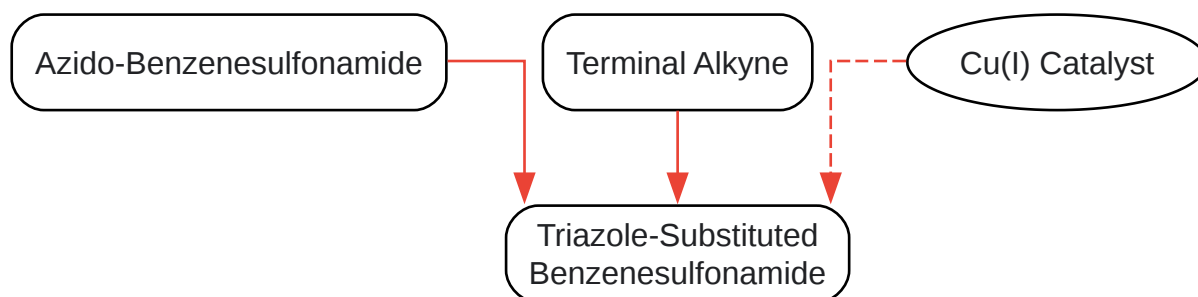 Azido-Benzenesulfonamide
Terminal Alkyne
Cu(I) Catalyst
Triazole-Substituted
Benzenesulfonamide